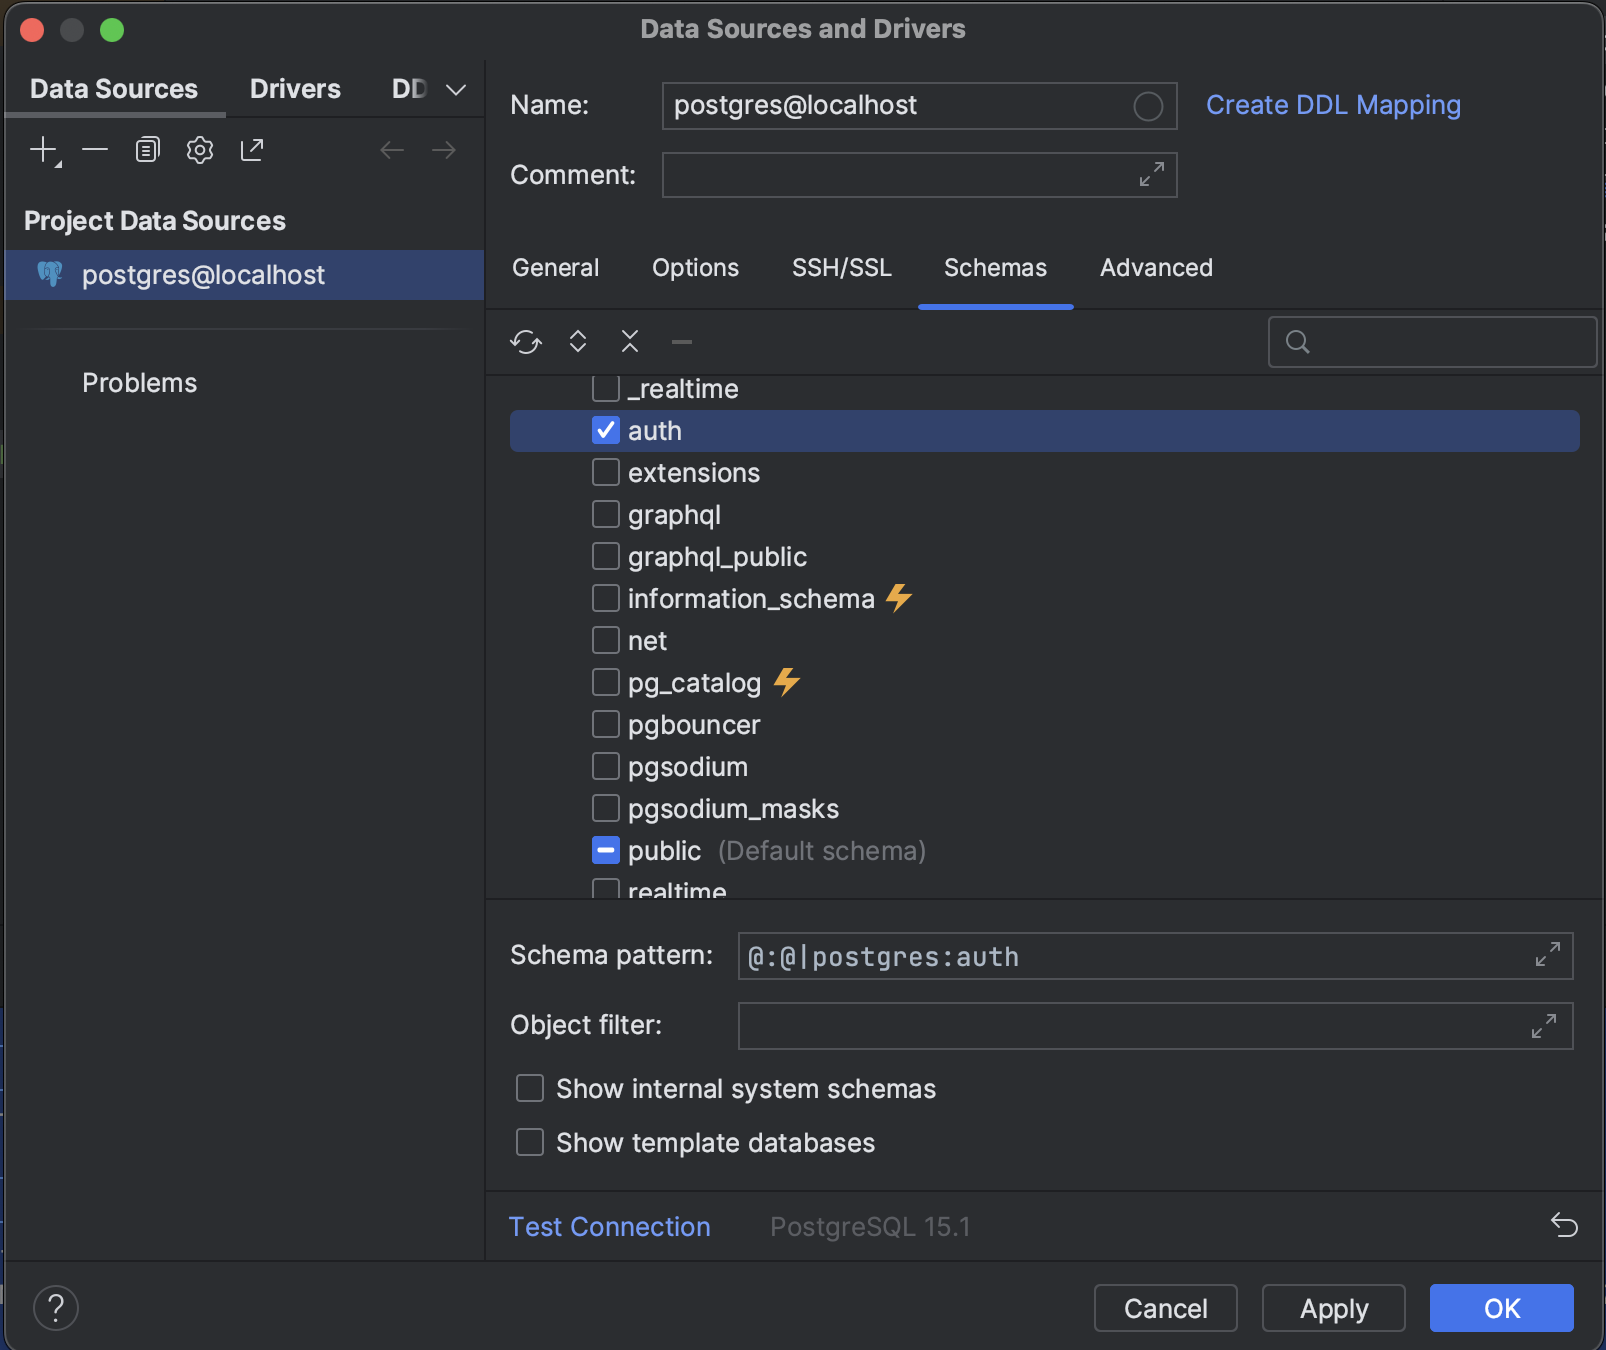 Data Sources and Drivers
Data Sources Drivers DD
Project Data Sources
postgres@localhost
Problems
Name: postgres@localhost Create DDL Mapping
Comment:
General Options SSH/SSL Schemas Advanced
_realtime
auth
extensions
graphql
graphql_public
information_schema
net
pg_catalog
pgbouncer
pgsodium
pgsodium_masks
public (Default schema)
realtime
Schema pattern: @:@|postgres:auth
Object filter:
Show internal system schemas
Show template databases
Test Connection PostgreSQL 15.1
? Cancel Apply OK